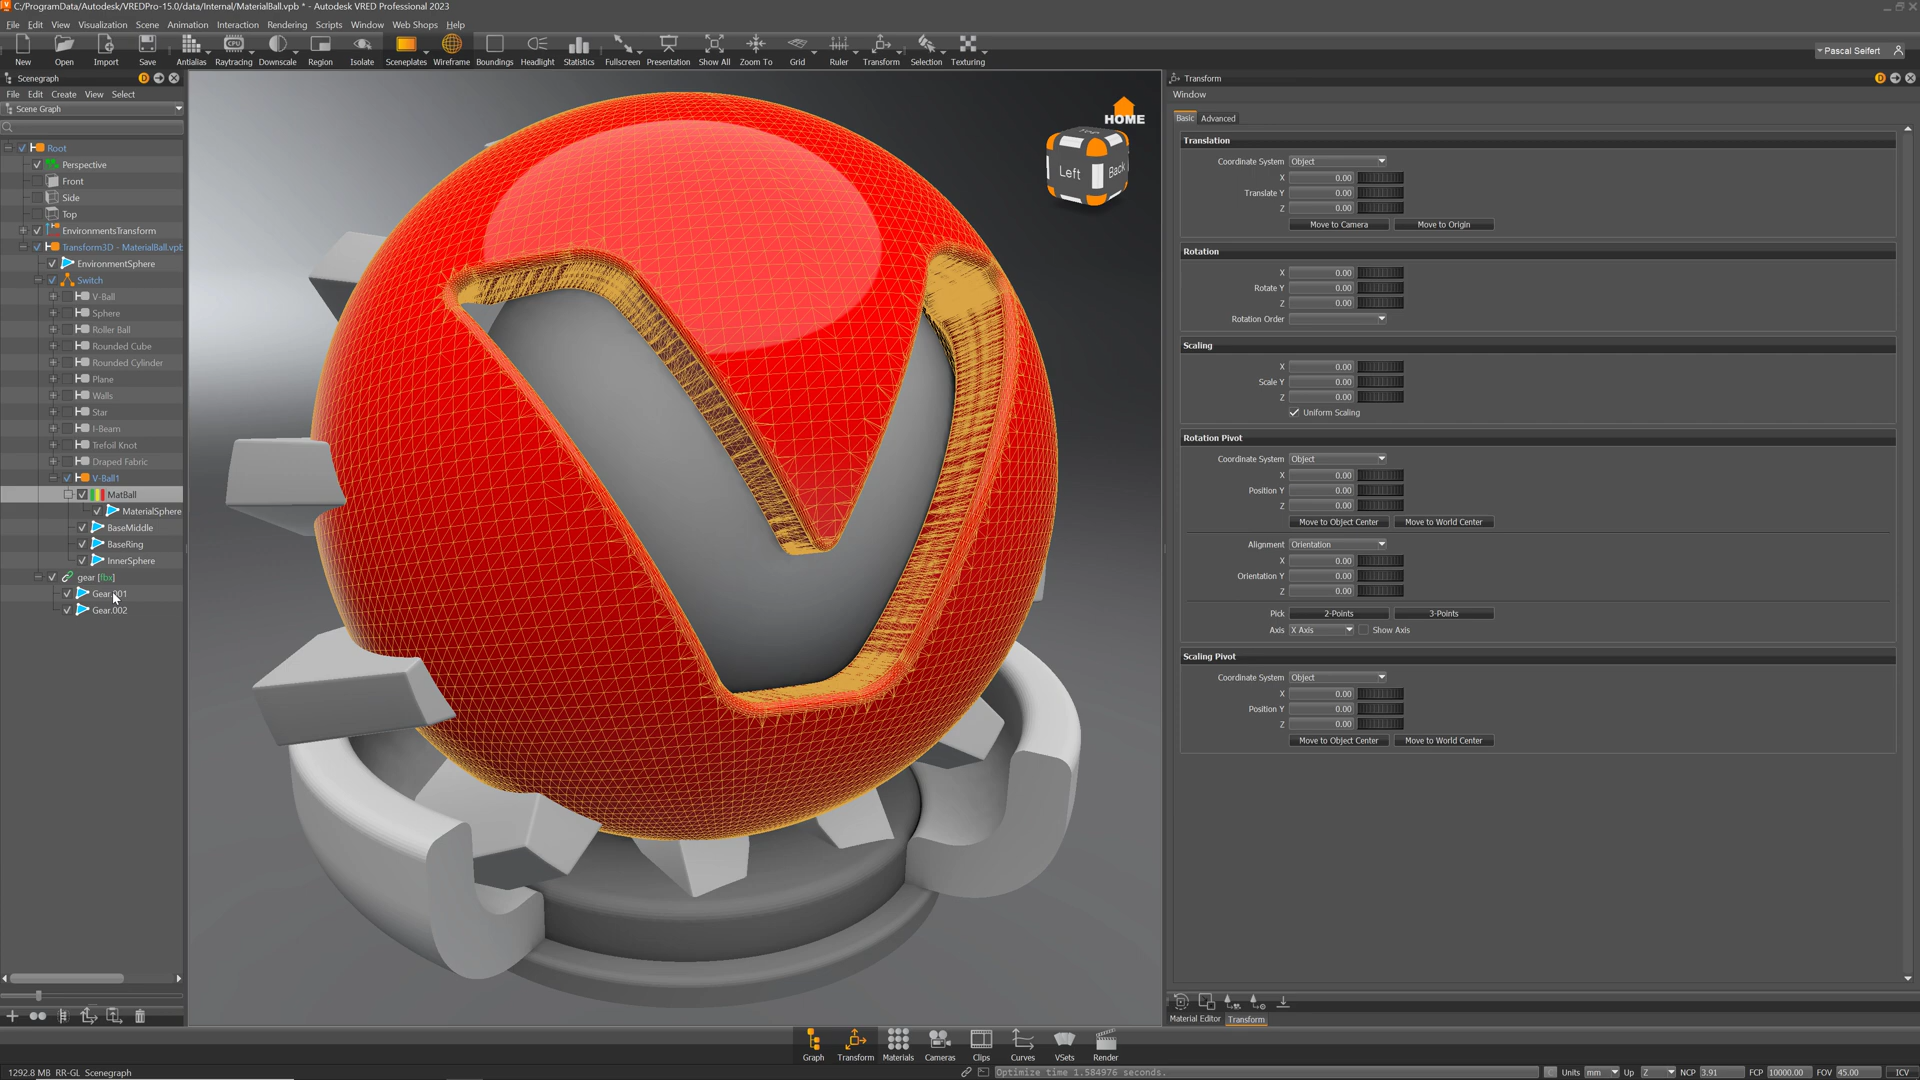 C:/ProgramData/Autodesk/VREDPro-15.0/data/Internal/MaterialBall.vpb * - Autodesk VRED Professional 2023
File Edit View Visualization Scene Animation Interaction Rendering Scripts Window Web Shops Help
New Open Import Save Antialias Raytracing Downscale Region Isolate Sceneplates Wireframe Boundings Headlight Statistics Fullscreen Presentation Show All Zoom To Grid Ruler Transform Selection Texturing
CPU
Pascal Seifert
Scenegraph
File Edit Create View Select
Scene Graph
Root
Perspective
Front
Side
Top
EnvironmentsTransform
Transform3D - MaterialBall.vpb
EnvironmentSphere
Switch
V-Ball
Sphere
Roller Ball
Rounded Cube
Rounded Cylinder
Plane
Walls
Star
I-Beam
Trefoil Knot
Draped Fabric
V-Ball1
MatBall
MaterialSphere
BaseMiddle
BaseRing
InnerSphere
gear [fbx]
Gear.001
Gear.002
HOME
TOP
Left
Back
Transform
Window
Basic Advanced
Translation
Coordinate System Object
X 0.00
Translate Y 0.00
Z 0.00
Move to Camera Move to Origin
Rotation
X 0.00
Rotate Y 0.00
Z 0.00
Rotation Order
Scaling
X 0.00
Scale Y 0.00
Z 0.00
Uniform Scaling
Rotation Pivot
Coordinate System Object
X 0.00
Position Y 0.00
Z 0.00
Move to Object Center Move to World Center
Alignment Orientation
X 0.00
Orientation Y 0.00
Z 0.00
Pick 2-Points 3-Points
Axis X Axis Show Axis
Scaling Pivot
Coordinate System Object
X 0.00
Position Y 0.00
Z 0.00
Move to Object Center Move to World Center
Material Editor Transform
Graph Transform Materials Cameras Clips Curves VSets Render
1292.8 MB RR-GL Scenegraph
Optimize time 1.584976 seconds.
Units mm Up Z NCP 3.91 FCP 10000.00 FOV 45.00 ICV